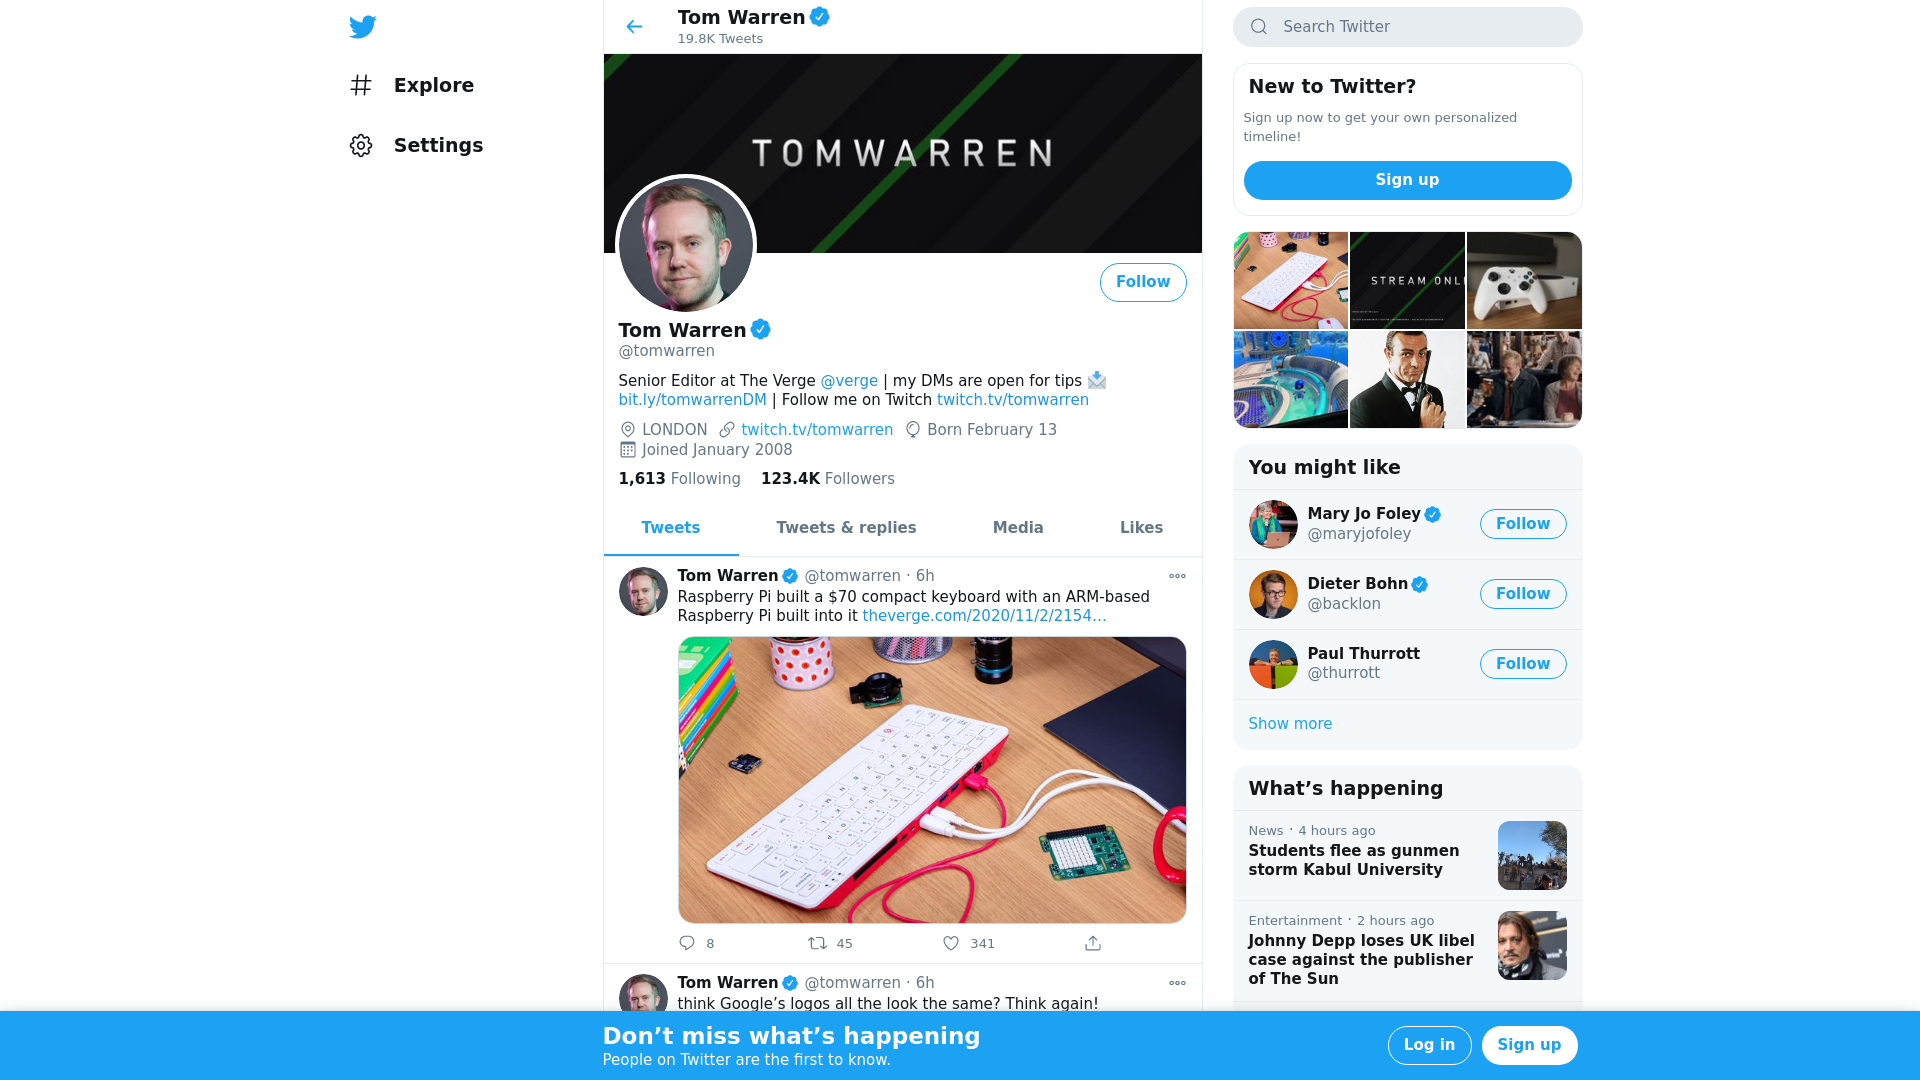 Explore
Settings
Tom Warren
19.8K Tweets
TOMWARREN
Follow
Tom Warren
@tomwarren
Senior Editor at The Verge @verge | my DMs are open for tips
bit.ly/tomwarrenDM | Follow me on Twitch twitch.tv/tomwarren
LONDON twitch.tv/tomwarren Born February 13
Joined January 2008
1,613 Following 123.4K Followers
Tweets Tweets & replies Media Likes
Tom Warren @tomwarren · 6h
Raspberry Pi built a $70 compact keyboard with an ARM-based
Raspberry Pi built into it theverge.com/2020/11/2/2154…
8 45 341
Tom Warren @tomwarren · 6h
think Google’s logos all the look the same? Think again!
Search Twitter
New to Twitter?
Sign up now to get your own personalized
timeline!
Sign up
STREAM ONLI
You might like
Mary Jo Foley
@maryjofoley
Follow
Dieter Bohn
@backlon
Follow
Paul Thurrott
@thurrott
Follow
Show more
What’s happening
News · 4 hours ago
Students flee as gunmen
storm Kabul University
Entertainment · 2 hours ago
Johnny Depp loses UK libel
case against the publisher
of The Sun
Don’t miss what’s happening
People on Twitter are the first to know.
Log in
Sign up